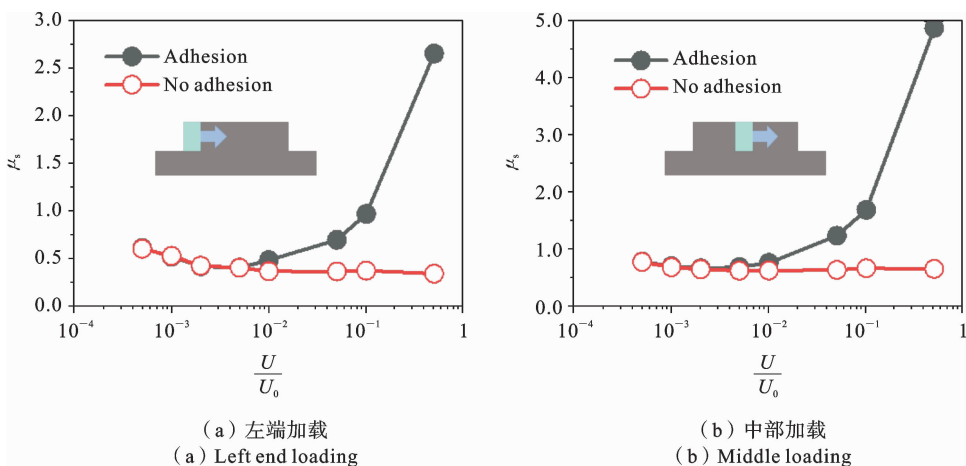 3.0
2.5
2.0
1.5
1.0
0.5
0.0
μs
Adhesion
No adhesion
10⁻⁴
10⁻³
10⁻²
10⁻¹
1
U
U₀
(a)左端加载
(a) Left end loading
5.0
4.0
3.0
2.0
1.0
0.0
μs
Adhesion
No adhesion
10⁻⁴
10⁻³
10⁻²
10⁻¹
1
U
U₀
(b)中部加载
(b) Middle loading